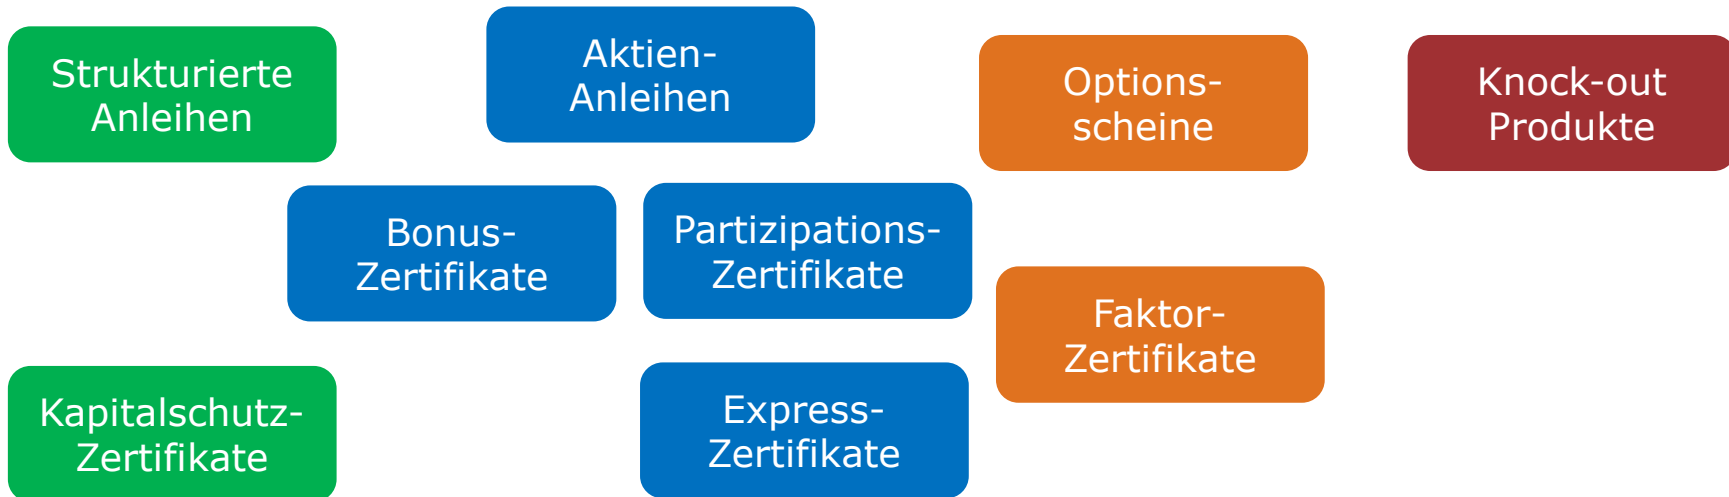 Strukturierte
Anleihen
Aktien-
Anleihen
Options-
scheine
Knock-out
Produkte
Bonus-
Zertifikate
Partizipations-
Zertifikate
Faktor-
Zertifikate
Kapitalschutz-
Zertifikate
Express-
Zertifikate